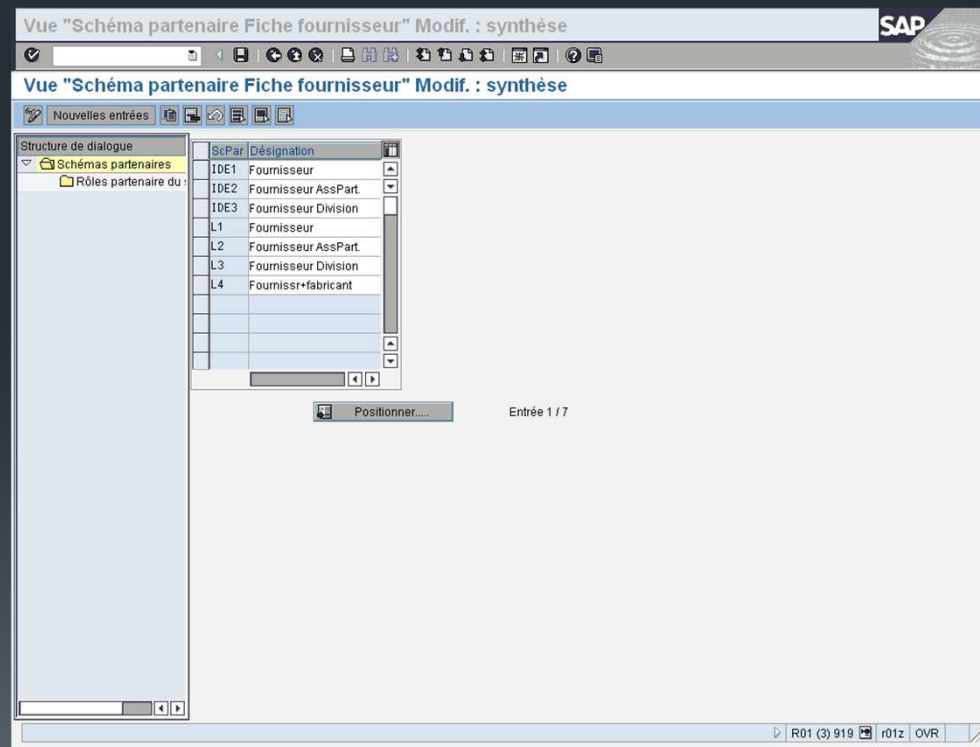 Vue "Schéma partenaire Fiche fournisseur" Modif. : synthèse
SAP
Vue "Schéma partenaire Fiche fournisseur" Modif. : synthèse
Nouvelles entrées
Structure de dialogue
Schémas partenaires
Rôles partenaire du s
ScPar Désignation
IDE1 Fournisseur
IDE2 Fournisseur AssPart.
IDE3 Fournisseur Division
L1 Fournisseur
L2 Fournisseur AssPart.
L3 Fournisseur Division
L4 Fournissr+fabricant
Positionner..... Entrée 1 / 7
R01 (3) 919 r01z OVR